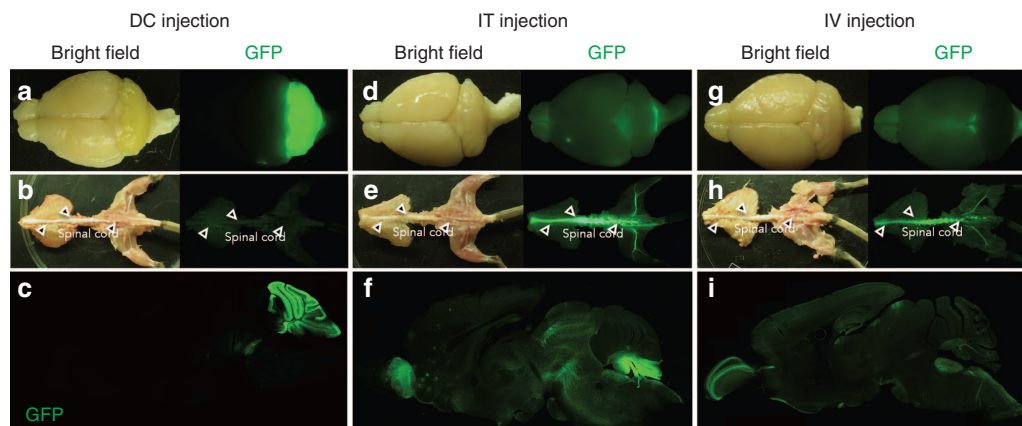 DC injection
IT injection
IV injection
Bright field
GFP
Bright field
GFP
Bright field
GFP
a
d
g
b
Spinal cord
Spinal cord
e
Spinal cord
Spinal cord
h
Spinal cord
Spinal cord
c
GFP
f
i